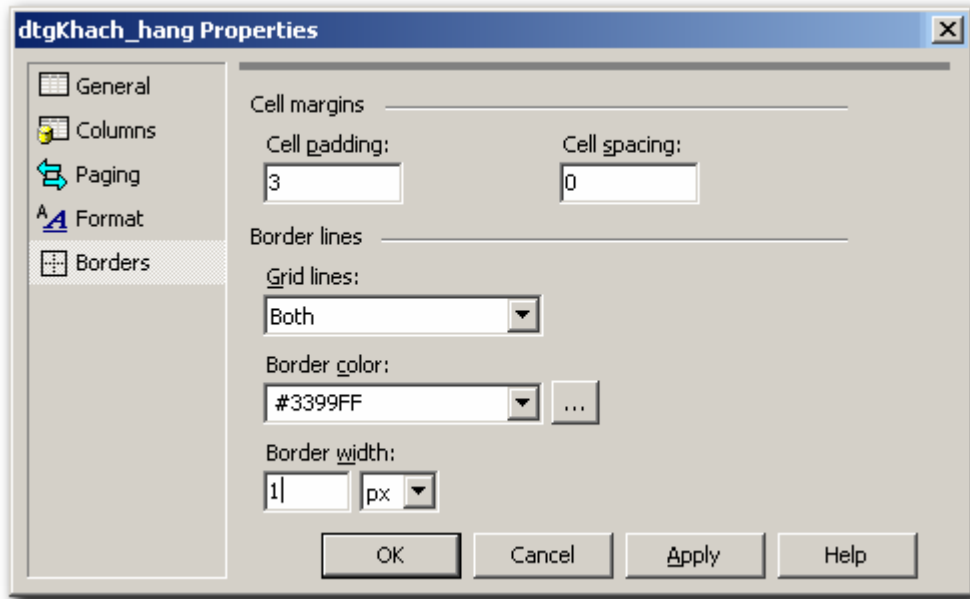 dtgKhach_hang Properties
General
Columns
Paging
Format
Borders
Cell margins
Cell padding:
Cell spacing:
3
0
Border lines
Grid lines:
Both
Border color:
#3399FF
...
Border width:
1
px
OK
Cancel
Apply
Help